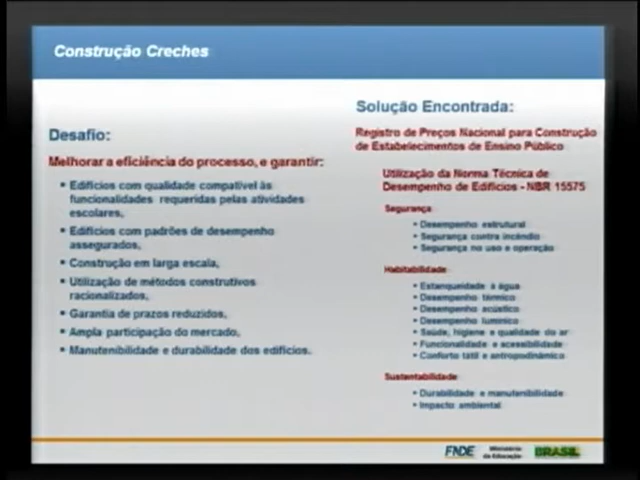 Construção Creches
Desafio:
Melhorar a eficiência do processo, e garantir:
• Edifícios com qualidade compatível às
funcionalidades requeridas pelas atividades
escolares,
• Edifícios com padrões de desempenho
assegurados,
• Construção em larga escala,
• Utilização de métodos construtivos
racionalizados,
• Garantia de prazos reduzidos,
• Ampla participação do mercado,
• Manutenibilidade e durabilidade dos edifícios.
Solução Encontrada:
Registro de Preços Nacional para Construção
de Estabelecimentos de Ensino Público
Utilização da Norma Técnica de
Desempenho de Edifícios - NBR 15575
Segurança
• Desempenho estrutural
• Segurança contra incêndio
• Segurança no uso e operação
Habitabilidade
• Estanqueidade à água
• Desempenho térmico
• Desempenho acústico
• Desempenho lumínico
• Saúde, higiene e qualidade do ar
• Funcionalidade e acessibilidade
• Conforto tátil e antropodinâmico
Sustentabilidade
• Durabilidade e manutenibilidade
• Impacto ambiental
FNDE
Ministério
da Educação
BRASIL